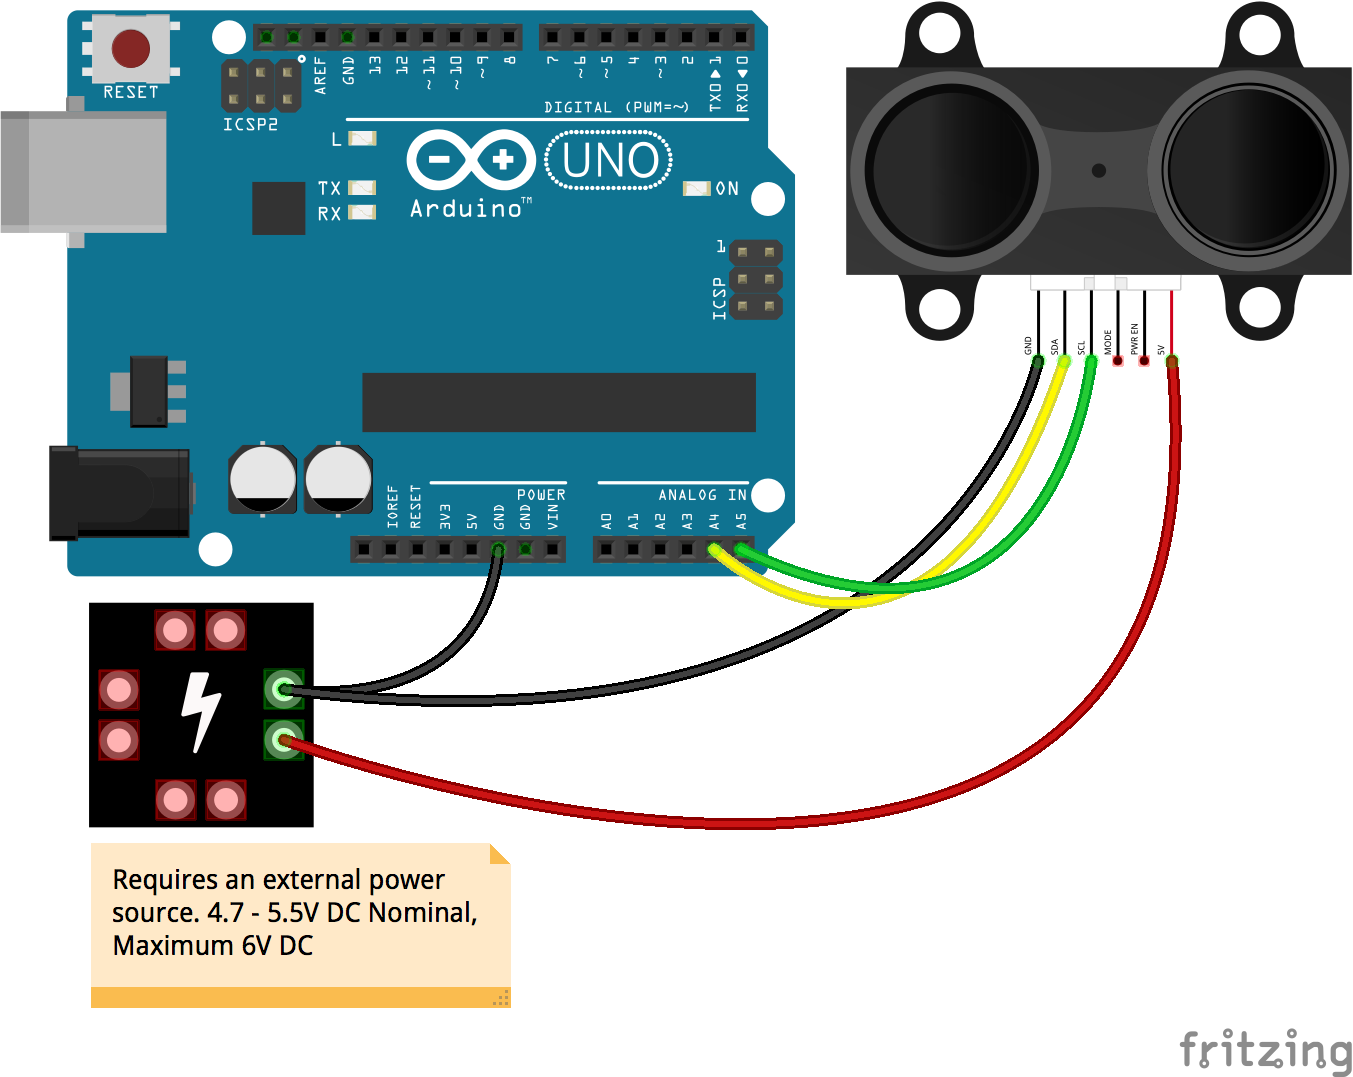 RESET
ICSP2
AREF
GND
13
12
~11
~10
~9
8
7
~6
~5
4
~3
2
TX0▶1
RX0◀0
DIGITAL (PWM=~)
L
TX
RX
UNO
Arduino™
ON
1
ICSP
IOREF
RESET
3V3
5V
GND
GND
VIN
POWER
ANALOG IN
A0
A1
A2
A3
A4
A5
GND
SDA
SCL
MODE
PWR EN
5V
Requires an external power
source. 4.7 - 5.5V DC Nominal,
Maximum 6V DC
fritzing